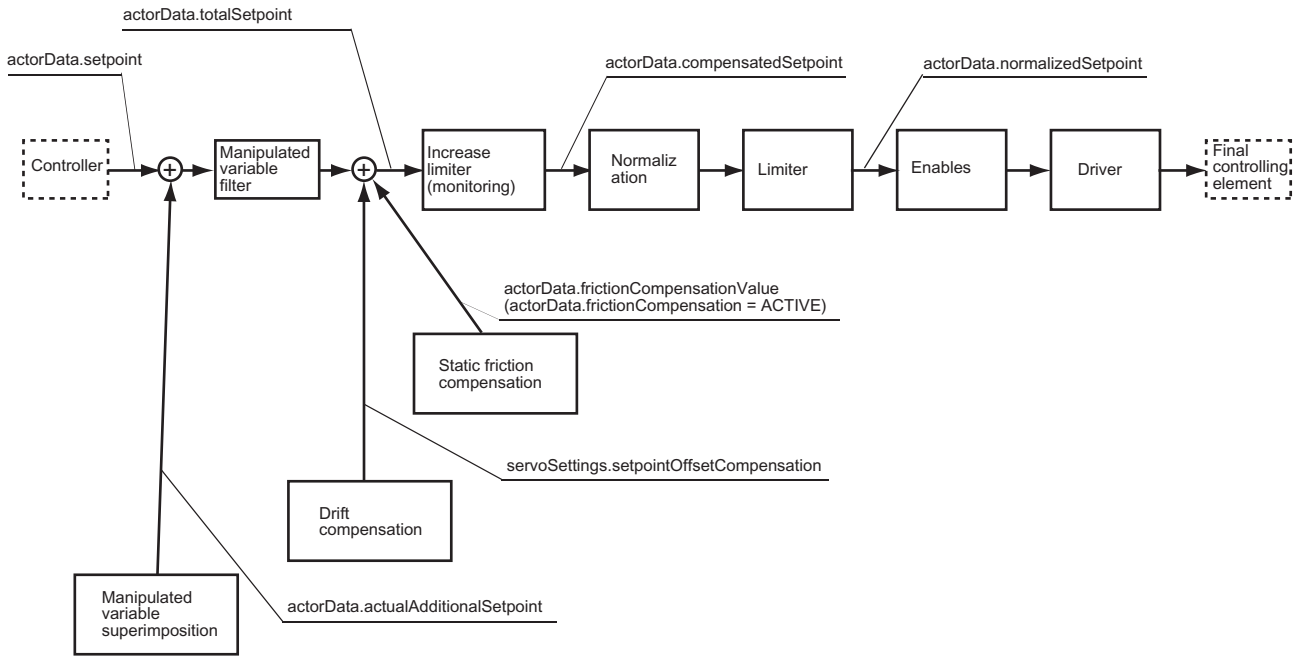 actorData.totalSetpoint
actorData.setpoint
actorData.compensatedSetpoint
actorData.normalizedSetpoint
Controller
+
Manipulated
variable
filter
+
Increase
limiter
(monitoring)
Normaliz
ation
Limiter
Enables
Driver
Final
controlling
element
actorData.frictionCompensationValue
(actorData.frictionCompensation = ACTIVE)
Static friction
compensation
servoSettings.setpointOffsetCompensation
Drift
compensation
Manipulated
variable
superimposition
actorData.actualAdditionalSetpoint